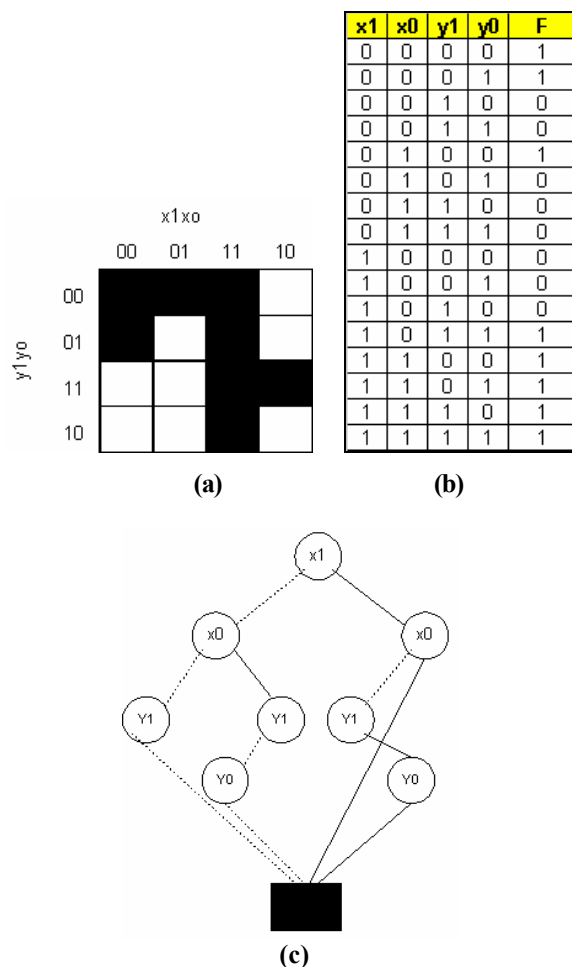 x1 x0 y1 y0 F
0 0 0 0 1
0 0 0 1 1
0 0 1 0 0
0 0 1 1 0
0 1 0 0 1
0 1 0 1 0
0 1 1 0 0
0 1 1 1 0
1 0 0 0 0
1 0 0 1 0
1 0 1 0 0
1 0 1 1 1
1 1 0 0 1
1 1 0 1 1
1 1 1 0 1
1 1 1 1 1
x1xo
00 01 11 10
y1yo
00
01
11
10
(a)
(b)
x1
x0 x0
Y1 Y1 Y1
Y0 Y0
(c)